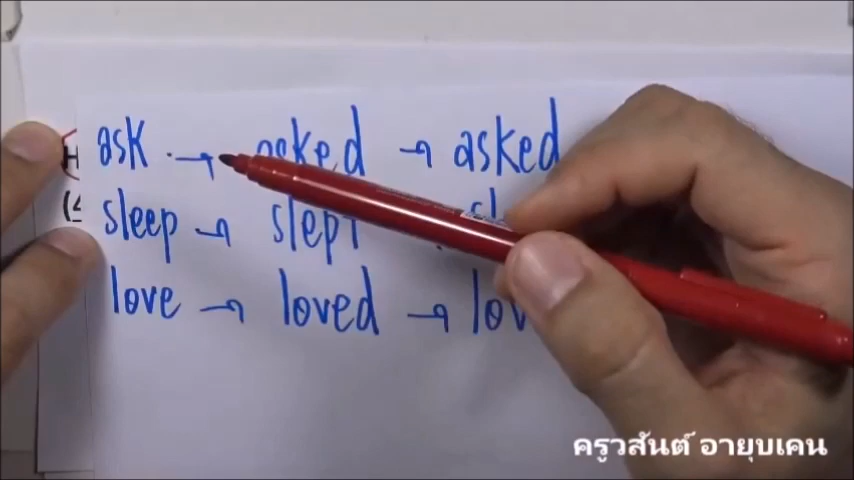 ask → asked → asked
sleep → slept
love → loved →
ครูวสันต์ อายุบเคน